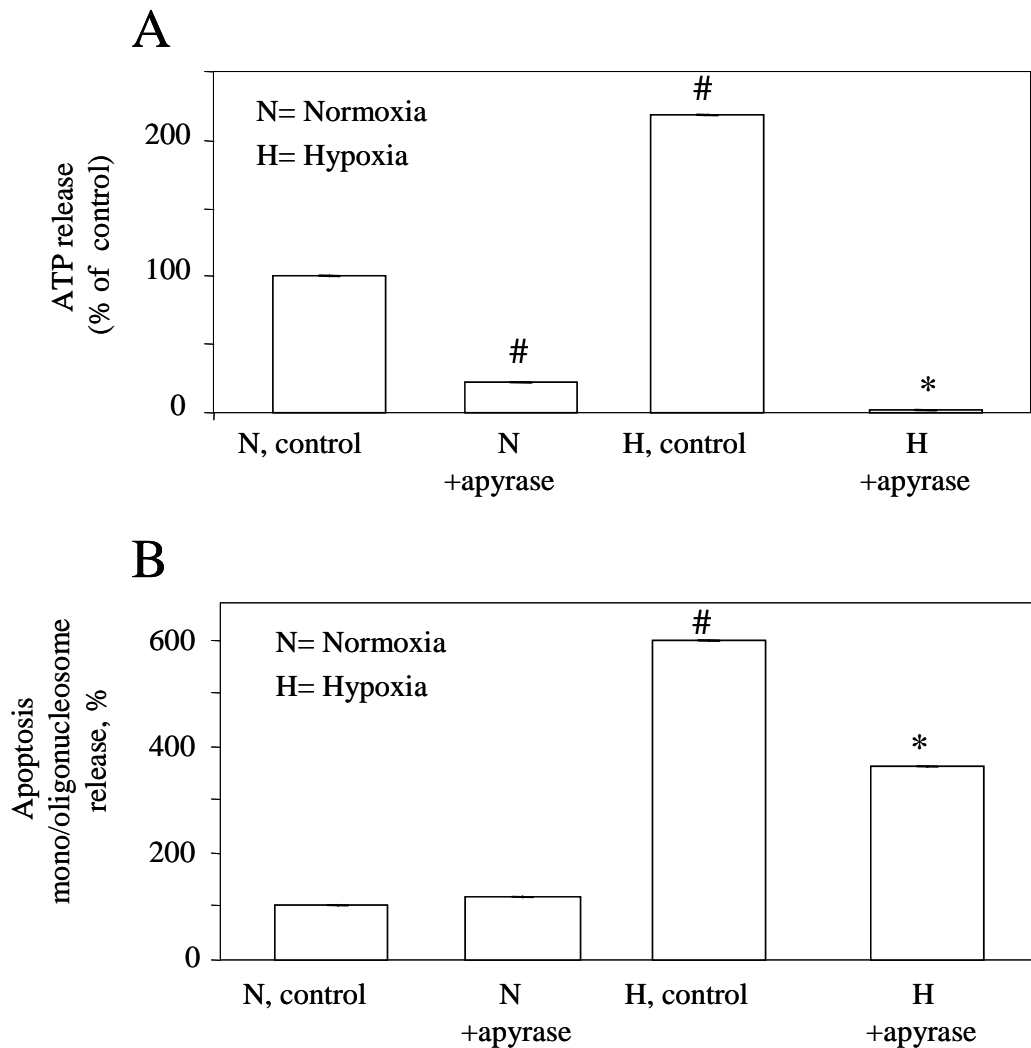 A
N= Normoxia
H= Hypoxia
#
#
*
200
100
0
ATP release
(% of control)
N, control
N
+apyrase
H, control
H
+apyrase
B
N= Normoxia
H= Hypoxia
#
*
600
400
200
0
Apoptosis
mono/oligonucleosome
release, %
N, control
N
+apyrase
H, control
H
+apyrase